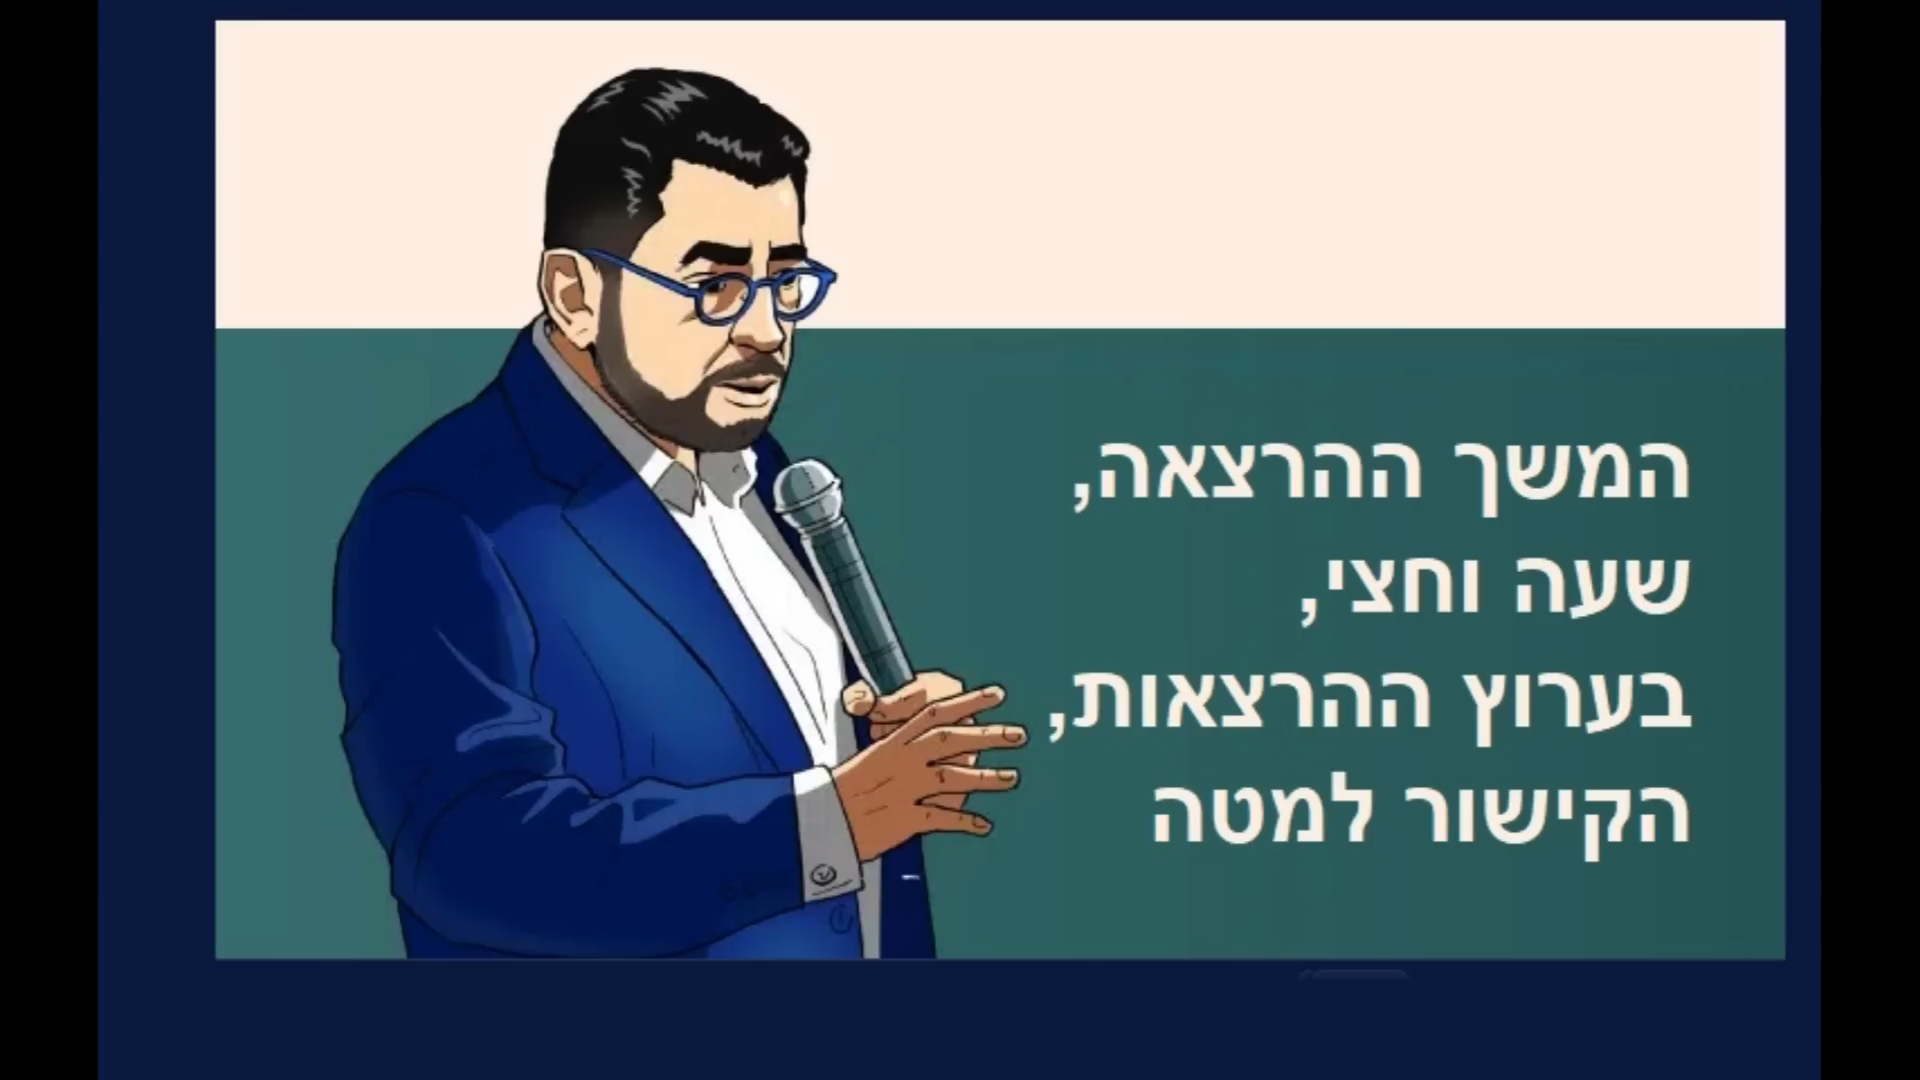 המשך ההרצאה,
שעה וחצי,
בערוץ ההרצאות,
הקישור למטה